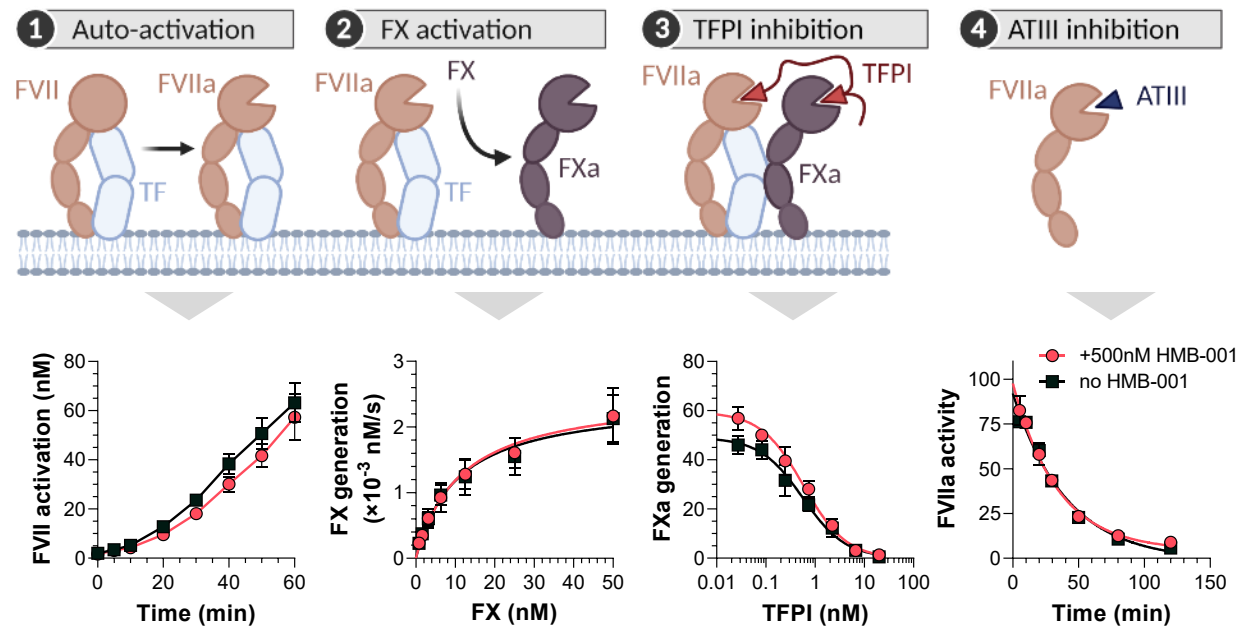 1 Auto-activation
2 FX activation
3 TFPI inhibition
4 ATIII inhibition
FVII
FVIIa
TF
FVIIa
FX
TF
FXa
FVIIa
TFPI
FXa
FVIIa
ATIII
FVII activation (nM)
80
60
40
20
0
0 20 40 60
Time (min)
FX generation
(×10⁻³ nM/s)
3
2
1
0
0 10 20 30 40 50
FX (nM)
FXa generation
80
60
40
20
0
0.01 0.1 1 10 100
TFPI (nM)
+500nM HMB-001
no HMB-001
FVIIa activity
100
75
50
25
0
0 50 100 150
Time (min)